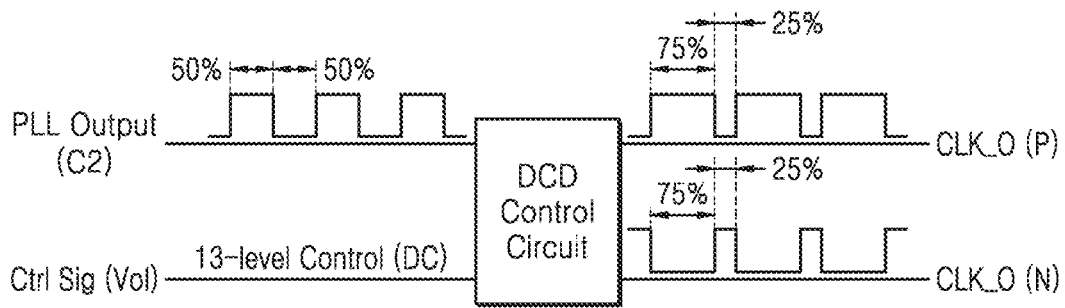 25%
75%
50%
50%
PLL Output
(C2)
CLK_O (P)
DCD
Control
Circuit
25%
75%
13-level Control (DC)
Ctrl Sig (Vol)
CLK_O (N)